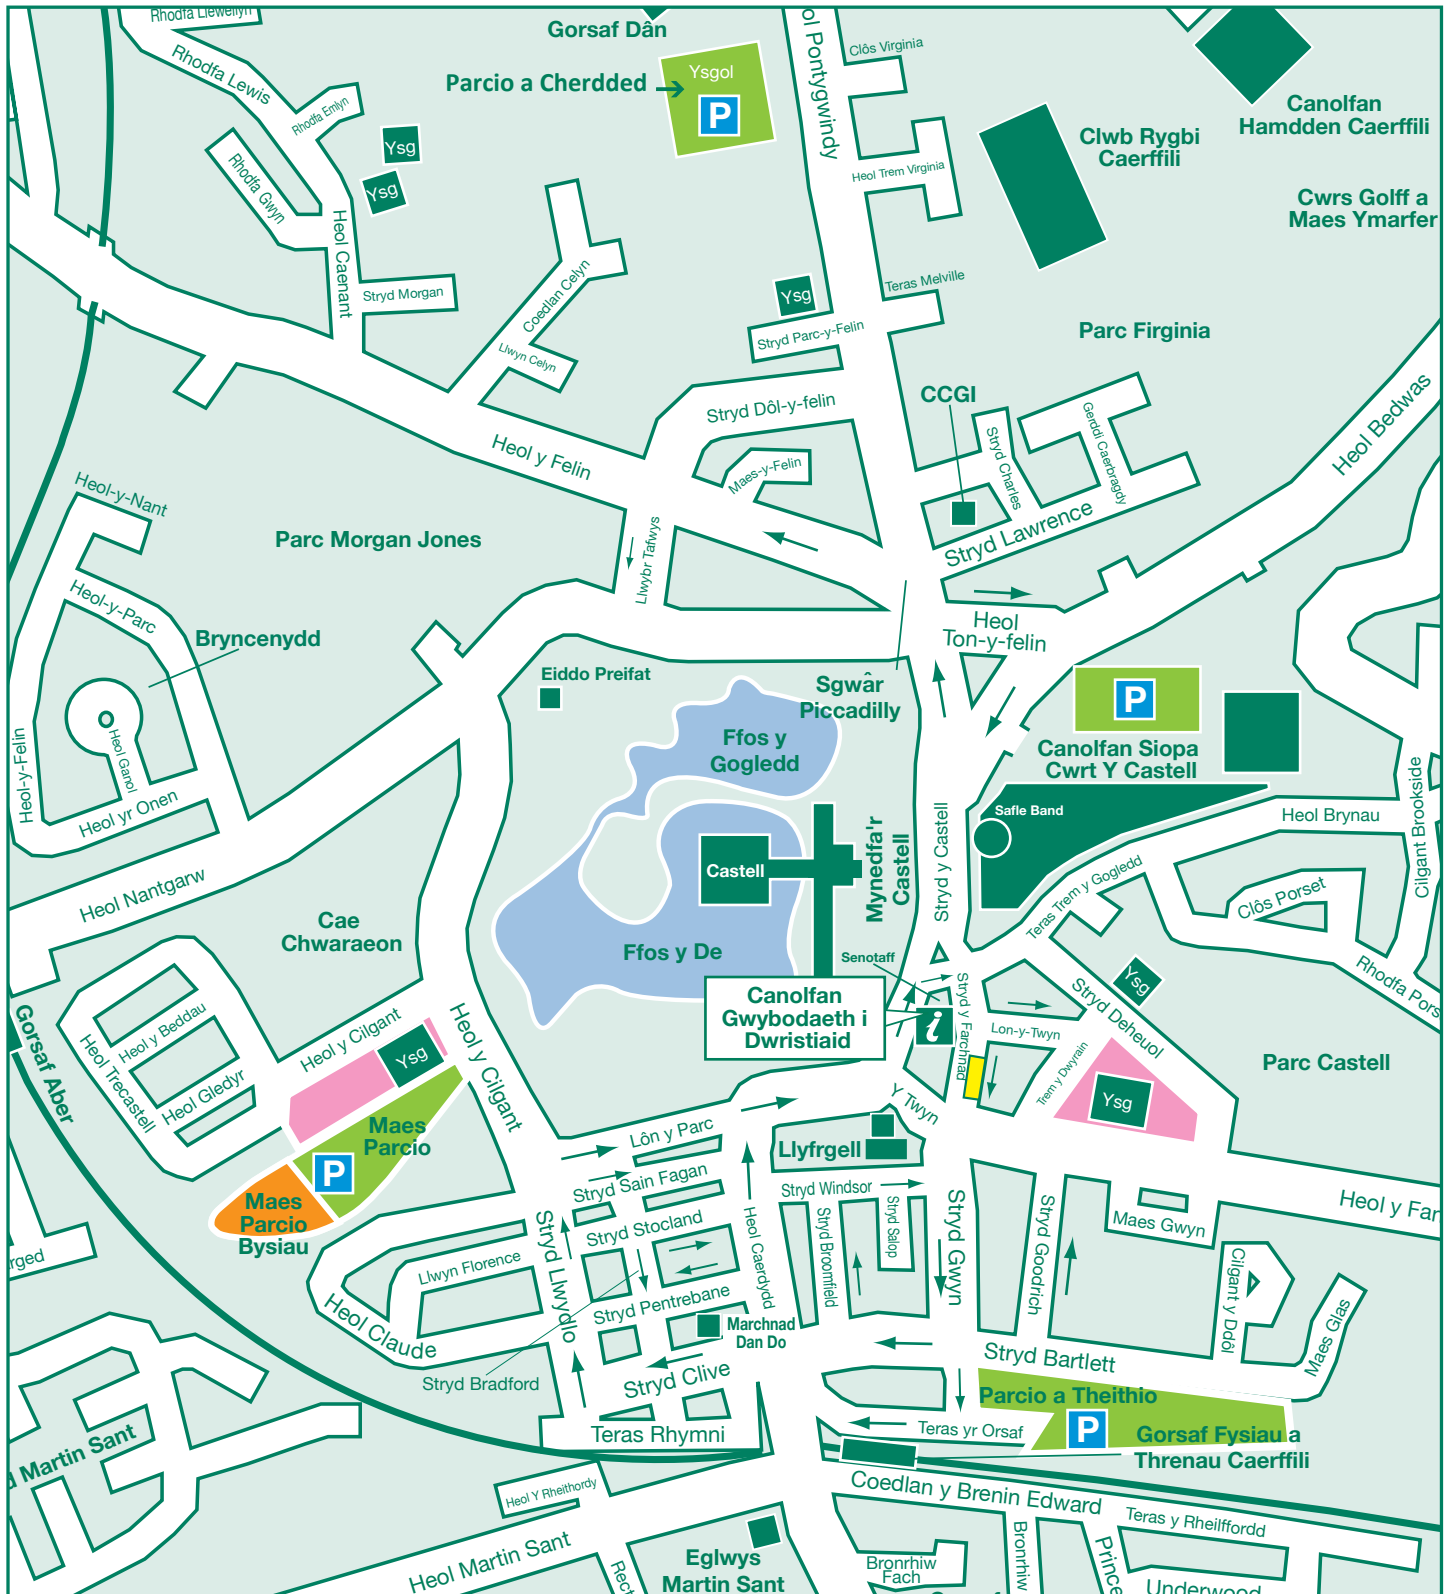 Rhodfa Llewellyn
Rhodfa Lewis
Rhodfa Emlyn
Rhodfa Gwyn
Heol Caenant
Stryd Morgan
Ysg
Ysg
Gorsaf Dân
Parcio a Cherdded
Ysgol
P
Clôs Virginia
Heol Trem Virginia
Teras Melville
Ysg
Stryd Parc-y-Felin
Clwb Rygbi
Caerffili
Canolfan
Hamdden Caerffili
Cwrs Golff a
Maes Ymarfer
Parc Firginia
Coedlan Celyn
Llwyn Celyn
Stryd Dôl-y-felin
Maes-y-Felin
Heol y Felin
CCGI
Stryd Charles
Gerddi Caerbragdy
Stryd Lawrence
Heol Bedwas
Heol-y-Nant
Parc Morgan Jones
Llwybr Tafwys
Heol-y-Parc
Bryncenydd
Heol
Ton-y-felin
Eiddo Preifat
Sgwâr
Piccadilly
Ffos y
Gogledd
P
Canolfan Siopa
Cwrt Y Castell
Heol-y-Felin
Heol Ganol
Heol yr Onen
Safle Band
Heol Brynau
Cilgant Brookside
Heol Nantgarw
Castell
Mynedfa'r
Castell
Stryd y Castell
Teras Trem y Gogledd
Clôs Porset
Cae
Chwaraeon
Ffos y De
Senotaff
Canolfan
Gwybodaeth i
Dwristiaid
i
Stryd y Farchnad
Lon-y-Twyn
Ysg
Stryd Deheuol
Rhodfa Pors
Gorsaf Aber
Heol Trecastell
Heol y Beddau
Heol Gledyr
Heol y Cilgant
Ysg
Heol y Cilgant
Trem y Dwyrain
Ysg
Parc Castell
Maes
Parcio
P
Maes
Parcio
Bysiau
Lôn y Parc
Y Twyn
Llyfrgell
Stryd Sain Fagan
Stryd Windsor
Stryd Salop
Stryd Broomfield
Stryd Gwyn
Stryd Goodrich
Maes Gwyn
Heol y Fan
Cilgant y Ddôl
Maes Glas
Stryd Stocland
Heol Caerdydd
Stryd Llwydlo
Llwyn Florence
Heol Claude
Stryd Pentrebane
Marchnad
Dan Do
Stryd Bradford
Stryd Clive
Teras Rhymni
Stryd Bartlett
Parcio a Theithio
P
Teras yr Orsaf
Gorsaf Fysiau a
Threnau Caerffili
Martin Sant
Heol Y Rheithordy
Heol Martin Sant
Eglwys
Martin Sant
Coedlan y Brenin Edward
Teras y Rheilffordd
Bronrhiw
Fach
Bronrhiw
Prince
Underwood
ol Pontygwindy
rged
Rect